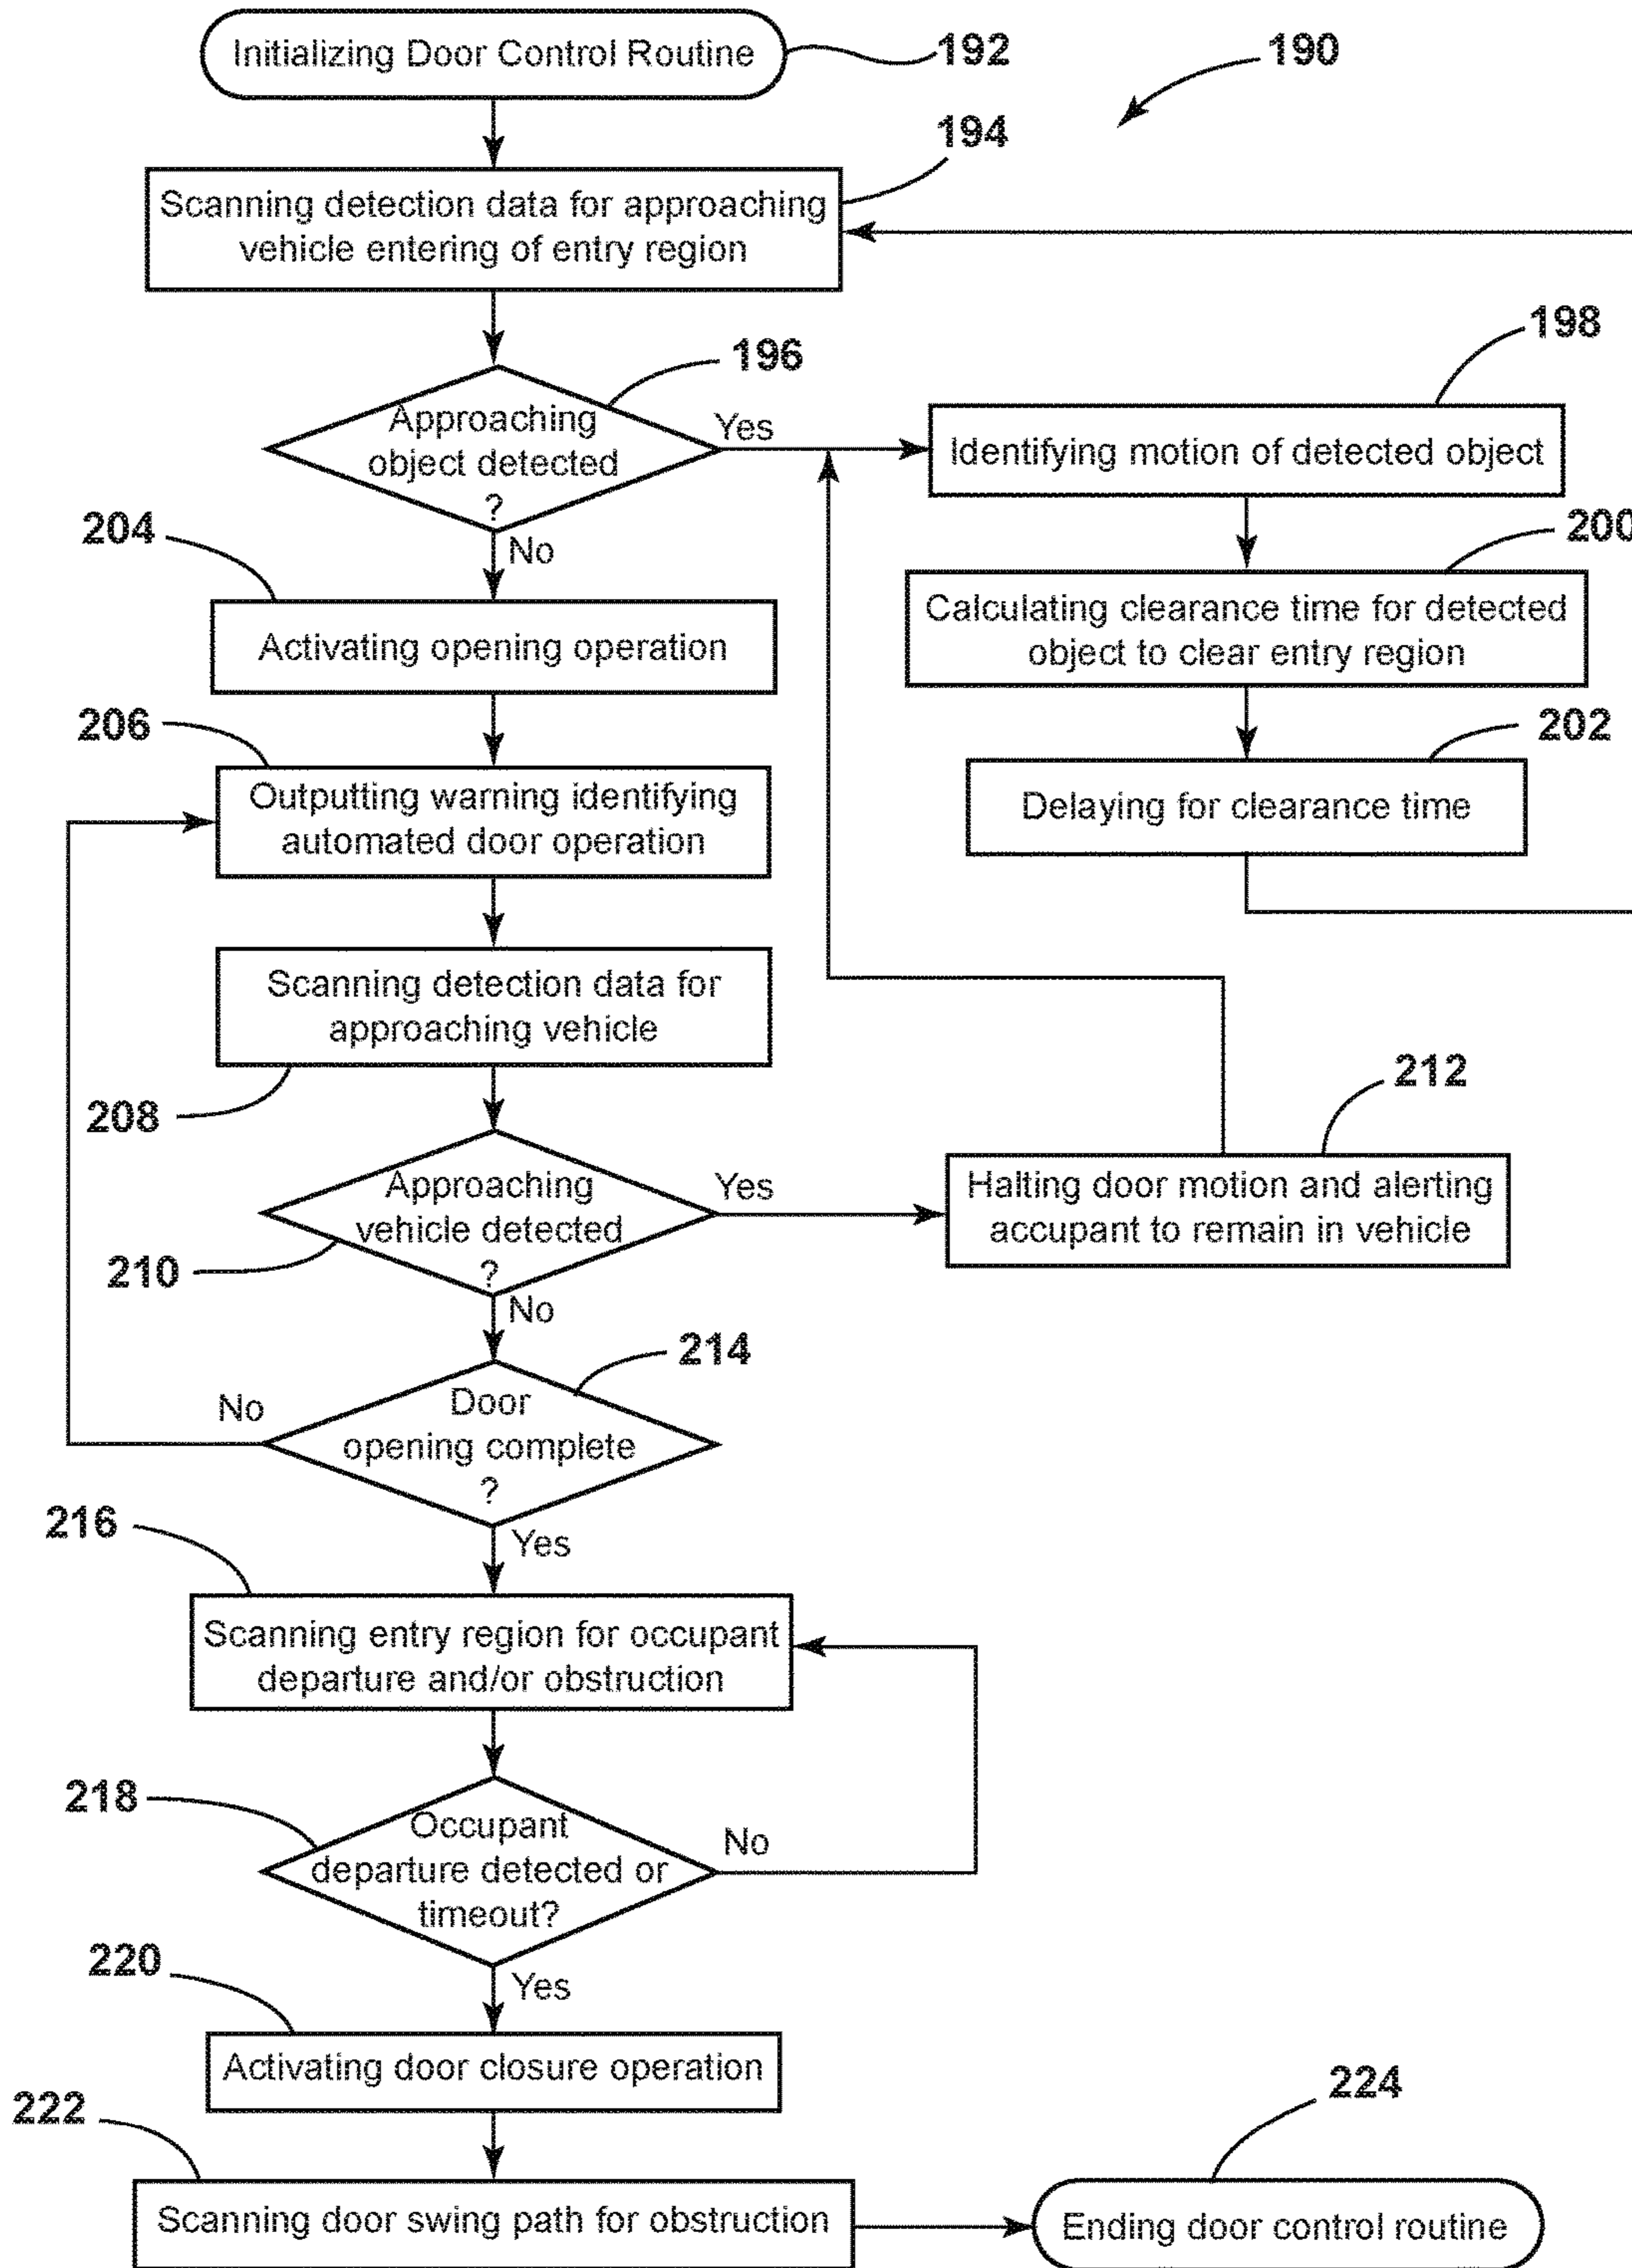 Initializing Door Control Routine
192
190
194
Scanning detection data for approaching
vehicle entering of entry region
198
196
Approaching
object detected
?
Yes
Identifying motion of detected object
204
No
200
Activating opening operation
Calculating clearance time for detected
object to clear entry region
206
202
Outputting warning identifying
automated door operation
Delaying for clearance time
Scanning detection data for
approaching vehicle
208
212
Approaching
vehicle detected
?
Yes
Halting door motion and alerting
accupant to remain in vehicle
210
No
214
Door
opening complete
?
No
216
Yes
Scanning entry region for occupant
departure and/or obstruction
218
Occupant
departure detected or
timeout?
No
220
Yes
Activating door closure operation
222
224
Scanning door swing path for obstruction
Ending door control routine